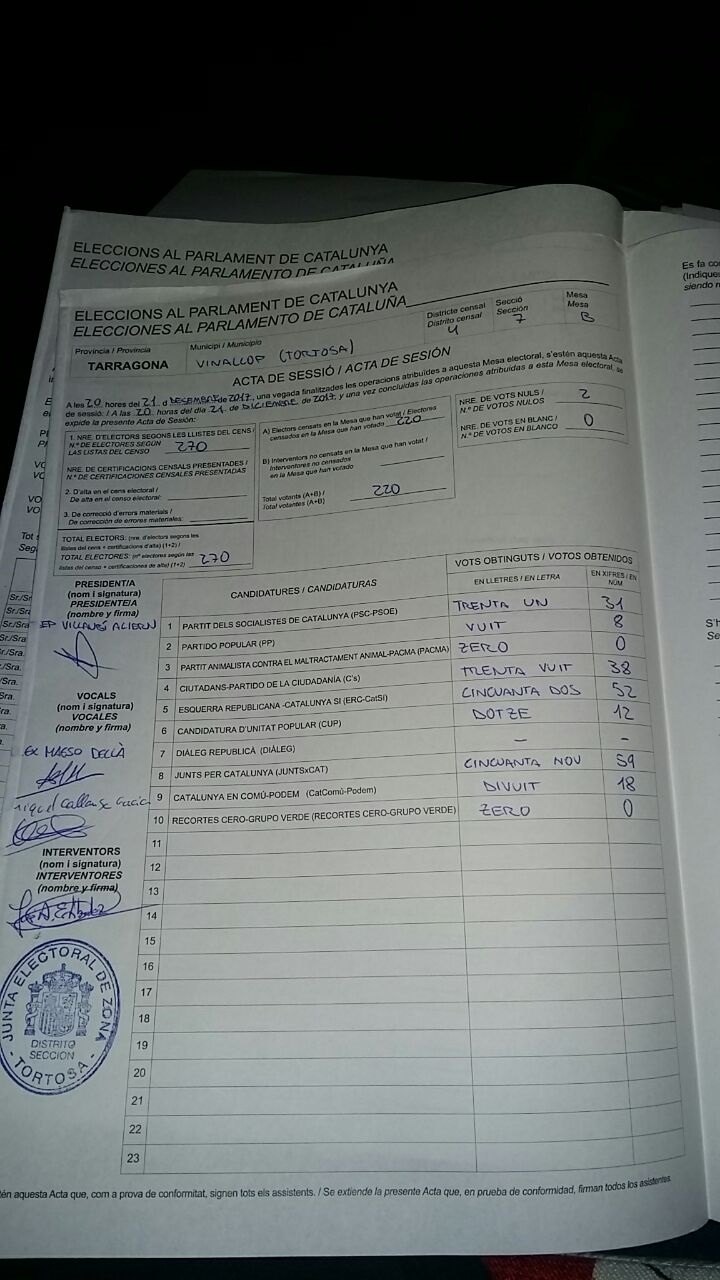 ELECCIONS AL PARLAMENT DE CATALUNYA
ELECCIONES AL PARLAMENTO DE CATALUÑA
ELECCIONS AL PARLAMENT DE CATALUNYA
ELECCIONES AL PARLAMENTO DE CATALUÑA
Districte censal
Distrito censal
4
Secció
Sección
7
Mesa
Mesa
B
Provincia / Provincia
TARRAGONA
Municipi / Municipio
VINALLOP (TORTOSA)
ACTA DE SESSIÓ / ACTA DE SESIÓN
A les 20 hores del 21 d DESEMBRE de 2017, una vegada finalitzades les operacions atribuïdes a aquesta Mesa electoral, s'estén aquesta Acta
de sessió: / A las 20 horas del día 21 de DICIEMBRE de 2017 y una vez concluidas las operaciones atribuidas a esta Mesa electoral, se
expide la presente Acta de Sesión:
1. NRE. D'ELECTORS SEGONS LES LLISTES DEL CENS /
N.º DE ELECTORES SEGÚN
LAS LISTAS DEL CENSO
270
NRE. DE CERTIFICACIONS CENSALS PRESENTADES /
N.º DE CERTIFICACIONES CENSALES PRESENTADAS
2. D'alta en el cens electoral /
De alta en el censo electoral:
3. De correcció d'errors materials /
De corrección de errores materiales:
TOTAL ELECTORS: (nre. d'electors segons les
llistes del cens + certificacions d'alta) (1+2) /
TOTAL ELECTORES: (nº electores según las
listas del censo + certificaciones de alta) (1+2)
270
A) Electors censats en la Mesa que han votat / Electores
censados en la Mesa que han votado
220
B) Interventors no censats en la Mesa que han votat /
Interventores no censados
en la Mesa que han votado
Total votants (A+B) /
Total votantes (A+B)
220
NRE. DE VOTS NULS /
N.º DE VOTOS NULOS
2
NRE. DE VOTS EN BLANC /
N.º DE VOTOS EN BLANCO
0
PRESIDENT/A
(nom i signatura)
PRESIDENTE/A
(nombre y firma)
VOCALS
(nom i signatura)
VOCALES
(nombre y firma)
INTERVENTORS
(nom i signatura)
INTERVENTORES
(nombre y firma)
JUNTA ELECTORAL DE ZONA
DISTRITO
SECCION
- TORTOSA -
CANDIDATURES / CANDIDATURAS
VOTS OBTINGUTS / VOTOS OBTENIDOS
EN LLETRES / EN LETRA
EN XIFRES / EN NÚM
1 PARTIT DELS SOCIALISTES DE CATALUNYA (PSC-PSOE) TRENTA UN 31
2 PARTIDO POPULAR (PP) VUIT 8
3 PARTIT ANIMALISTA CONTRA EL MALTRACTAMENT ANIMAL-PACMA (PACMA) ZERO 0
4 CIUTADANS-PARTIDO DE LA CIUDADANÍA (C's) TRENTA VUIT 38
5 ESQUERRA REPUBLICANA -CATALUNYA SÍ (ERC-CatSÍ) CINCUANTA DOS 52
6 CANDIDATURA D'UNITAT POPULAR (CUP) DOTZE 12
7 DIÀLEG REPUBLICÀ (DIÀLEG) - -
8 JUNTS PER CATALUNYA (JUNTSxCAT) CINCUANTA NOU 59
9 CATALUNYA EN COMÚ-PODEM (CatComú-Podem) DIVUIT 18
10 RECORTES CERO-GRUPO VERDE (RECORTES CERO-GRUPO VERDE) ZERO 0
11
12
13
14
15
16
17
18
19
20
21
22
23
tén aquesta Acta que, com a prova de conformitat, signen tots els assistents. / Se extiende la presente Acta que, en prueba de conformidad, firman todos los asistentes.